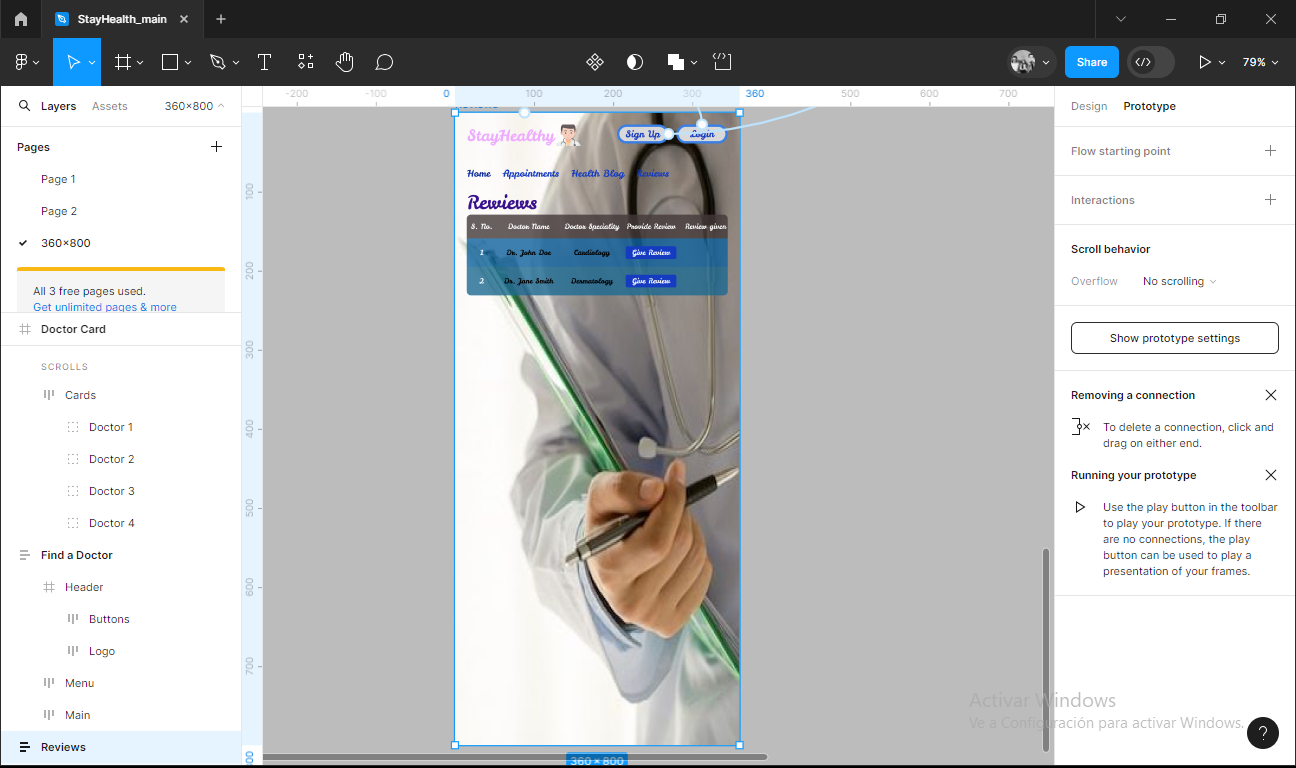 StayHealth_main
Share
79%
Layers
Assets
360×800
Pages
Page 1
Page 2
360×800
All 3 free pages used.
Get unlimited pages & more
Doctor Card
SCROLLS
Cards
Doctor 1
Doctor 2
Doctor 3
Doctor 4
Find a Doctor
Header
Buttons
Logo
Menu
Main
Reviews
-200 -100 0 100 200 300 360 500 600 700
100
200
300
400
500
600
700
StayHealthy
Sign Up
Login
Home Appointments Health Blog Reviews
Rewiews
S. No. Doctor Name Doctor Speciality Provide Review Review given
1 Dr. John Doe Cardiology Give Review
2 Dr. Jane Smith Dermatology Give Review
360 × 800
Design
Prototype
Flow starting point
Interactions
Scroll behavior
Overflow
No scrolling
Show prototype settings
Removing a connection
To delete a connection, click and
drag on either end.
Running your prototype
Use the play button in the toolbar
to play your prototype. If there
are no connections, the play
button can be used to play a
presentation of your frames.
Activar Windows
Ve a Configuración para activar Windows.
?